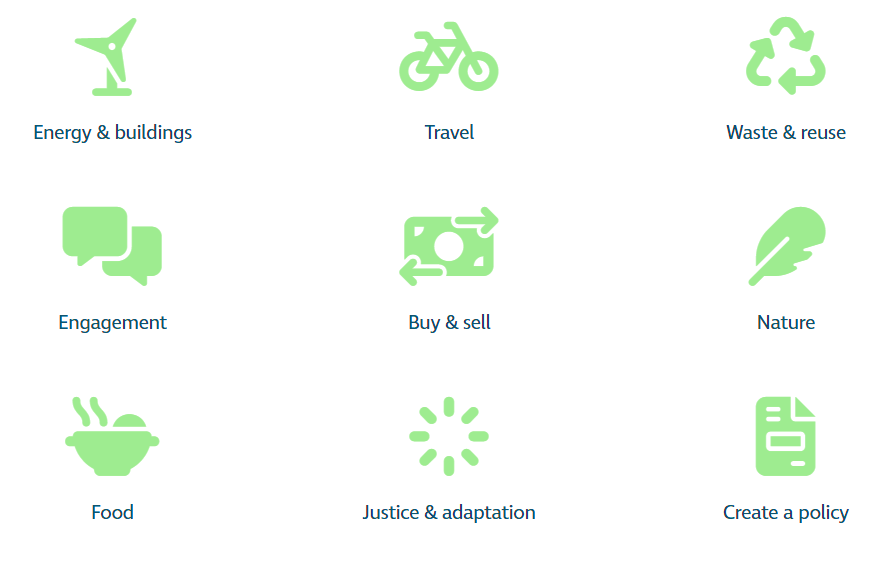 Energy & buildings
Travel
Waste & reuse
Engagement
Buy & sell
Nature
Food
Justice & adaptation
Create a policy